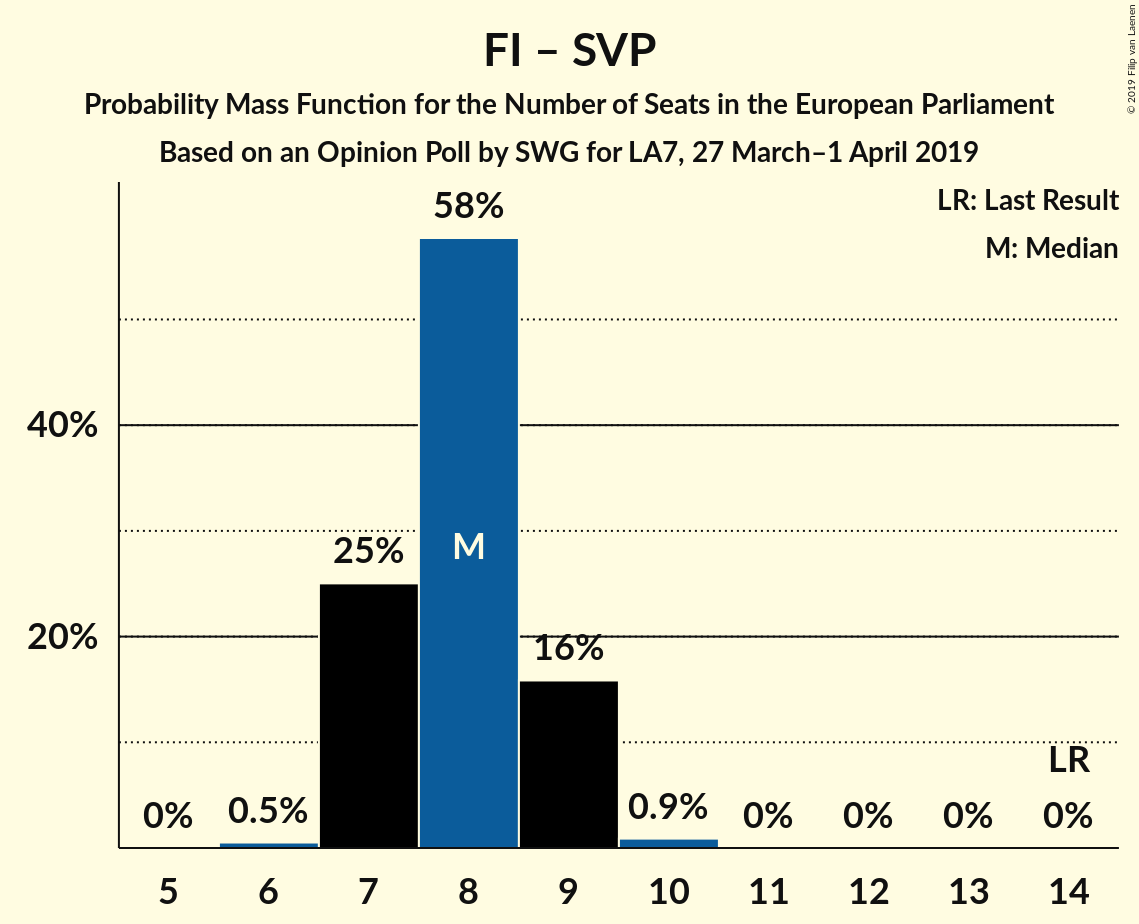 FI – SVP
Probability Mass Function for the Number of Seats in the European Parliament
Based on an Opinion Poll by SWG for LA7, 27 March–1 April 2019
© 2019 Filip van Laenen
LR: Last Result
M: Median
58%
40%
M
25%
20%
16%
LR
0%
0.5%
0.9%
0%
0%
0%
0%
5
6
7
8
9
10
11
12
13
14